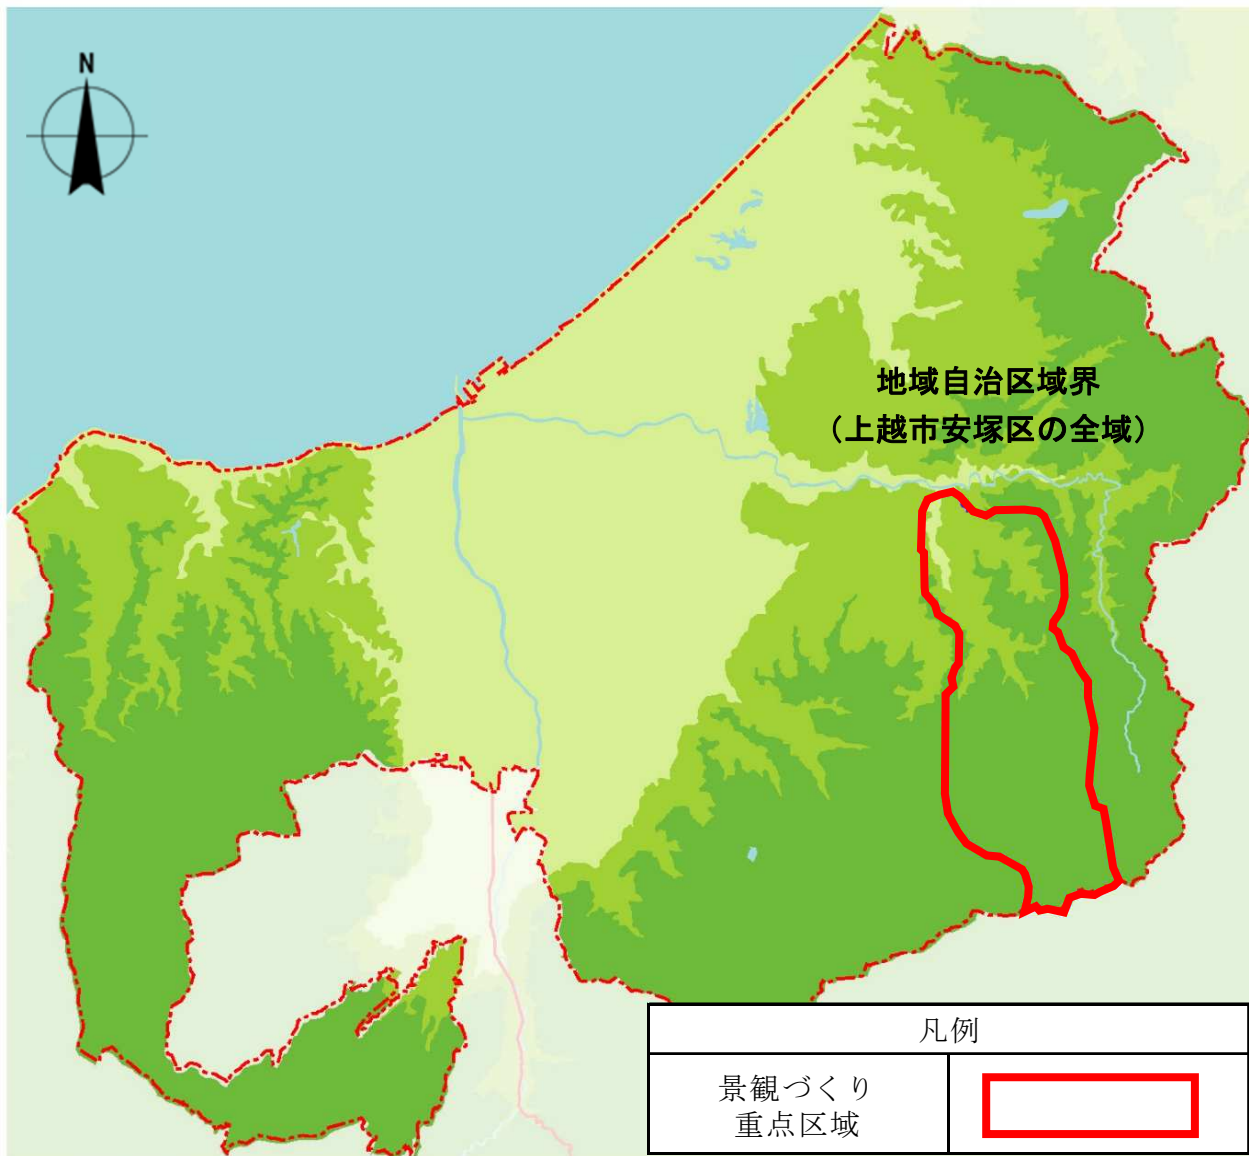 N
地域自治区域界
（上越市安塚区の全域）
凡例
景観づくり
重点区域